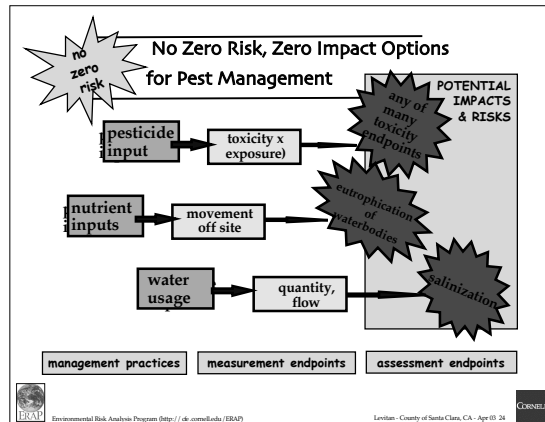 no
zero
risk
No Zero Risk, Zero Impact Options
for Pest Management
POTENTIAL
IMPACTS
& RISKS
pesticide
input
toxicity x
exposure)
any of
many
toxicity
endpoints
nutrient
inputs
movement
off site
eutrophication
of
waterbodies
water
usage
quantity,
flow
salinization
management practices
measurement endpoints
assessment endpoints
ERAP
Environmental Risk Analysis Program (http://cfe.cornell.edu/ERAP)
Levitan - County of Santa Clara, CA - Apr 03 24
CORNELL